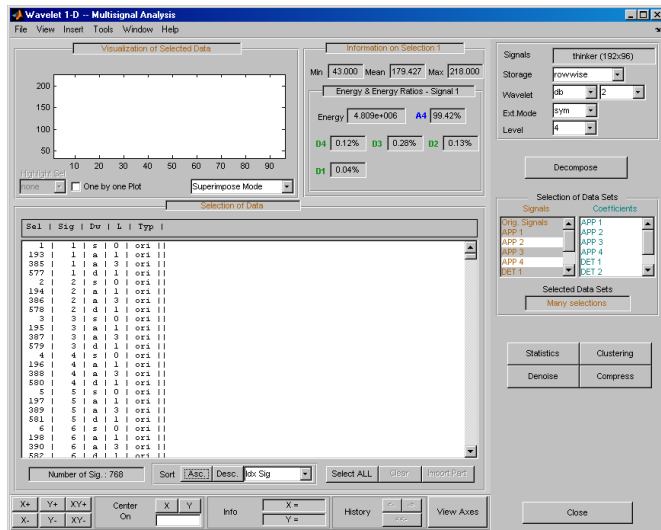 Wavelet 1-D -- Multisignal Analysis
File View Insert Tools Window Help
Visualization of Selected Data
200
150
100
50
10 20 30 40 50 60 70 80 90
Highlight Sel
none
One by one Plot
Superimpose Mode
Information on Selection 1
Min 43.000 Mean 179.427 Max 218.000
Energy & Energy Ratios - Signal 1
Energy 4.809e+006 A4 99.42%
D4 0.12% D3 0.28% D2 0.13%
D1 0.04%
Selection of Data
Sel | Sig | Dw | L | Typ |
1 | 1 | s | 0 | ori ||
193 | 1 | a | 1 | ori ||
385 | 1 | a | 3 | ori ||
577 | 1 | d | 1 | ori ||
2 | 2 | s | 0 | ori ||
194 | 2 | a | 1 | ori ||
386 | 2 | a | 3 | ori ||
578 | 2 | d | 1 | ori ||
3 | 3 | s | 0 | ori ||
195 | 3 | a | 1 | ori ||
387 | 3 | a | 3 | ori ||
579 | 3 | d | 1 | ori ||
4 | 4 | s | 0 | ori ||
196 | 4 | a | 1 | ori ||
388 | 4 | a | 3 | ori ||
580 | 4 | d | 1 | ori ||
5 | 5 | s | 0 | ori ||
197 | 5 | a | 1 | ori ||
389 | 5 | a | 3 | ori ||
581 | 5 | d | 1 | ori ||
6 | 6 | s | 0 | ori ||
198 | 6 | a | 1 | ori ||
390 | 6 | a | 3 | ori ||
582 | 6 | d | 1 | ori ||
Number of Sig. : 768
Sort Asc. Desc. Idx Sig
Select ALL Clear Import Part.
X+ Y+ XY+
X- Y- XY-
Center
On
X Y
Info
X =
Y =
History
<- ->
<<-
View Axes
Signals thinker (192x96)
Storage rowwise
Wavelet db 2
Ext.Mode sym
Level 4
Decompose
Selection of Data Sets
Signals Coefficients
Orig. Signals
APP 1
APP 2
APP 3
APP 4
DET 1
APP 1
APP 2
APP 3
APP 4
DET 1
DET 2
Selected Data Sets
Many selections
Statistics Clustering
Denoise Compress
Close